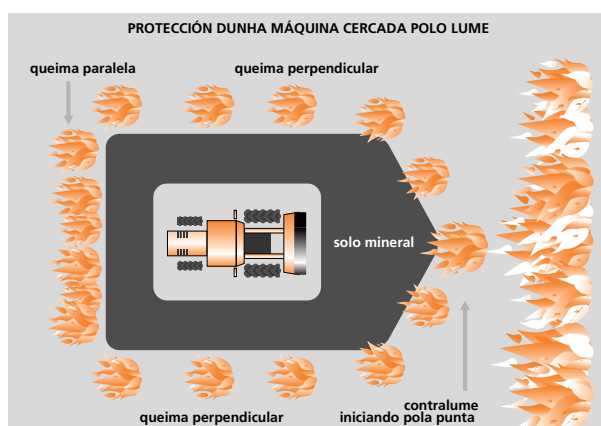 PROTECCIÓN DUNHA MÁQUINA CERCADA POLO LUME
queima paralela
queima perpendicular
solo mineral
contralume
iniciando pola punta
queima perpendicular